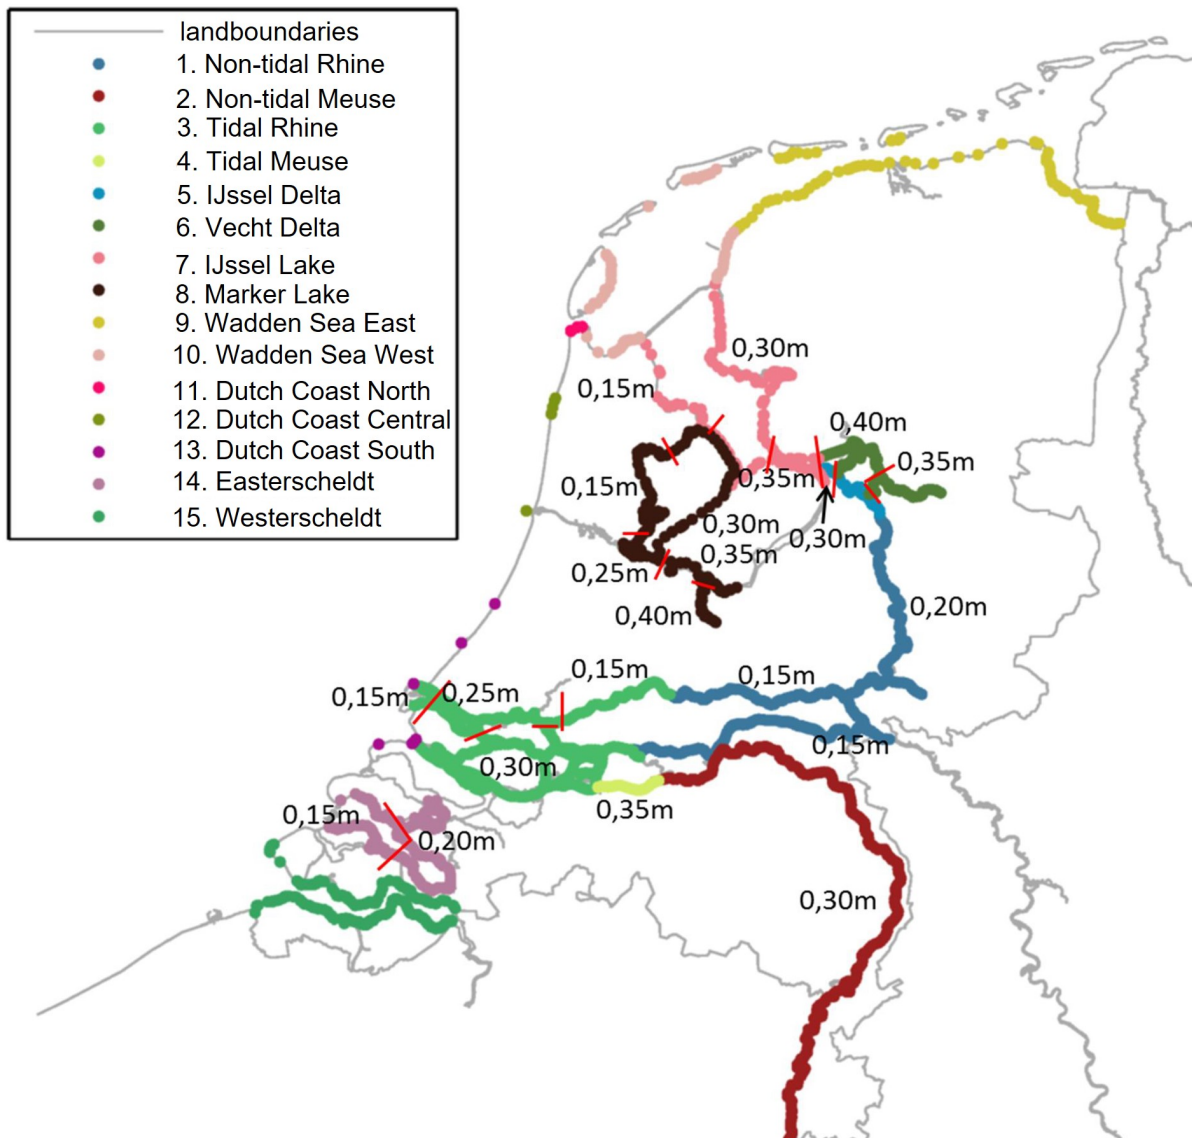 landboundaries
1. Non-tidal Rhine
2. Non-tidal Meuse
3. Tidal Rhine
4. Tidal Meuse
5. IJssel Delta
6. Vecht Delta
7. IJssel Lake
8. Marker Lake
9. Wadden Sea East
10. Wadden Sea West
11. Dutch Coast North
12. Dutch Coast Central
13. Dutch Coast South
14. Easterscheldt
15. Westerscheldt
0,30m
0,15m
0,40m
0,35m
0,35m
0,15m
0,30m
0,30m
0,35m
0,25m
0,40m
0,20m
0,15m
0,15m
0,15m
0,25m
0,15m
0,30m
0,35m
0,15m
0,20m
0,30m